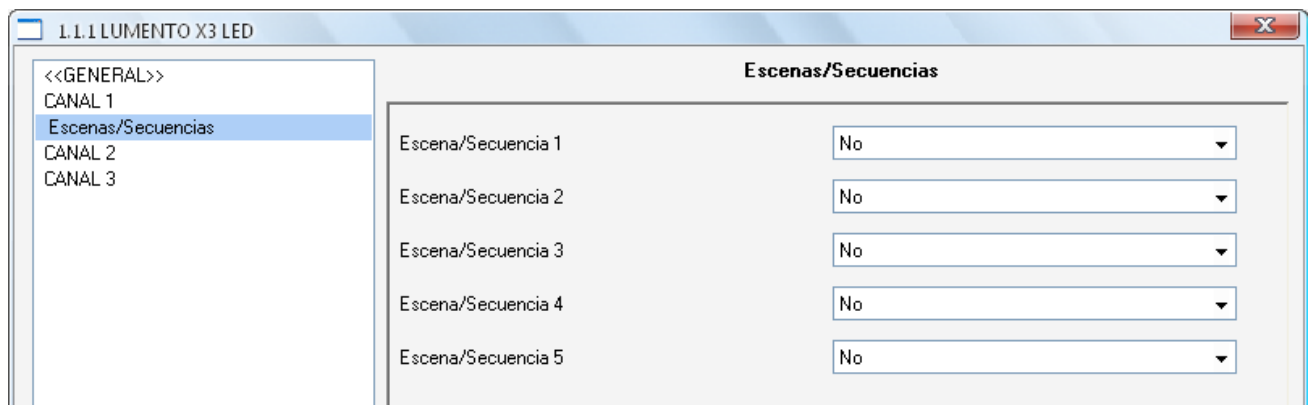 1.1.1 LUMENTO X3 LED
<<GENERAL>>
CANAL 1
Escenas/Secuencias
CANAL 2
CANAL 3
Escenas/Secuencias
Escena/Secuencia 1 No
Escena/Secuencia 2 No
Escena/Secuencia 3 No
Escena/Secuencia 4 No
Escena/Secuencia 5 No